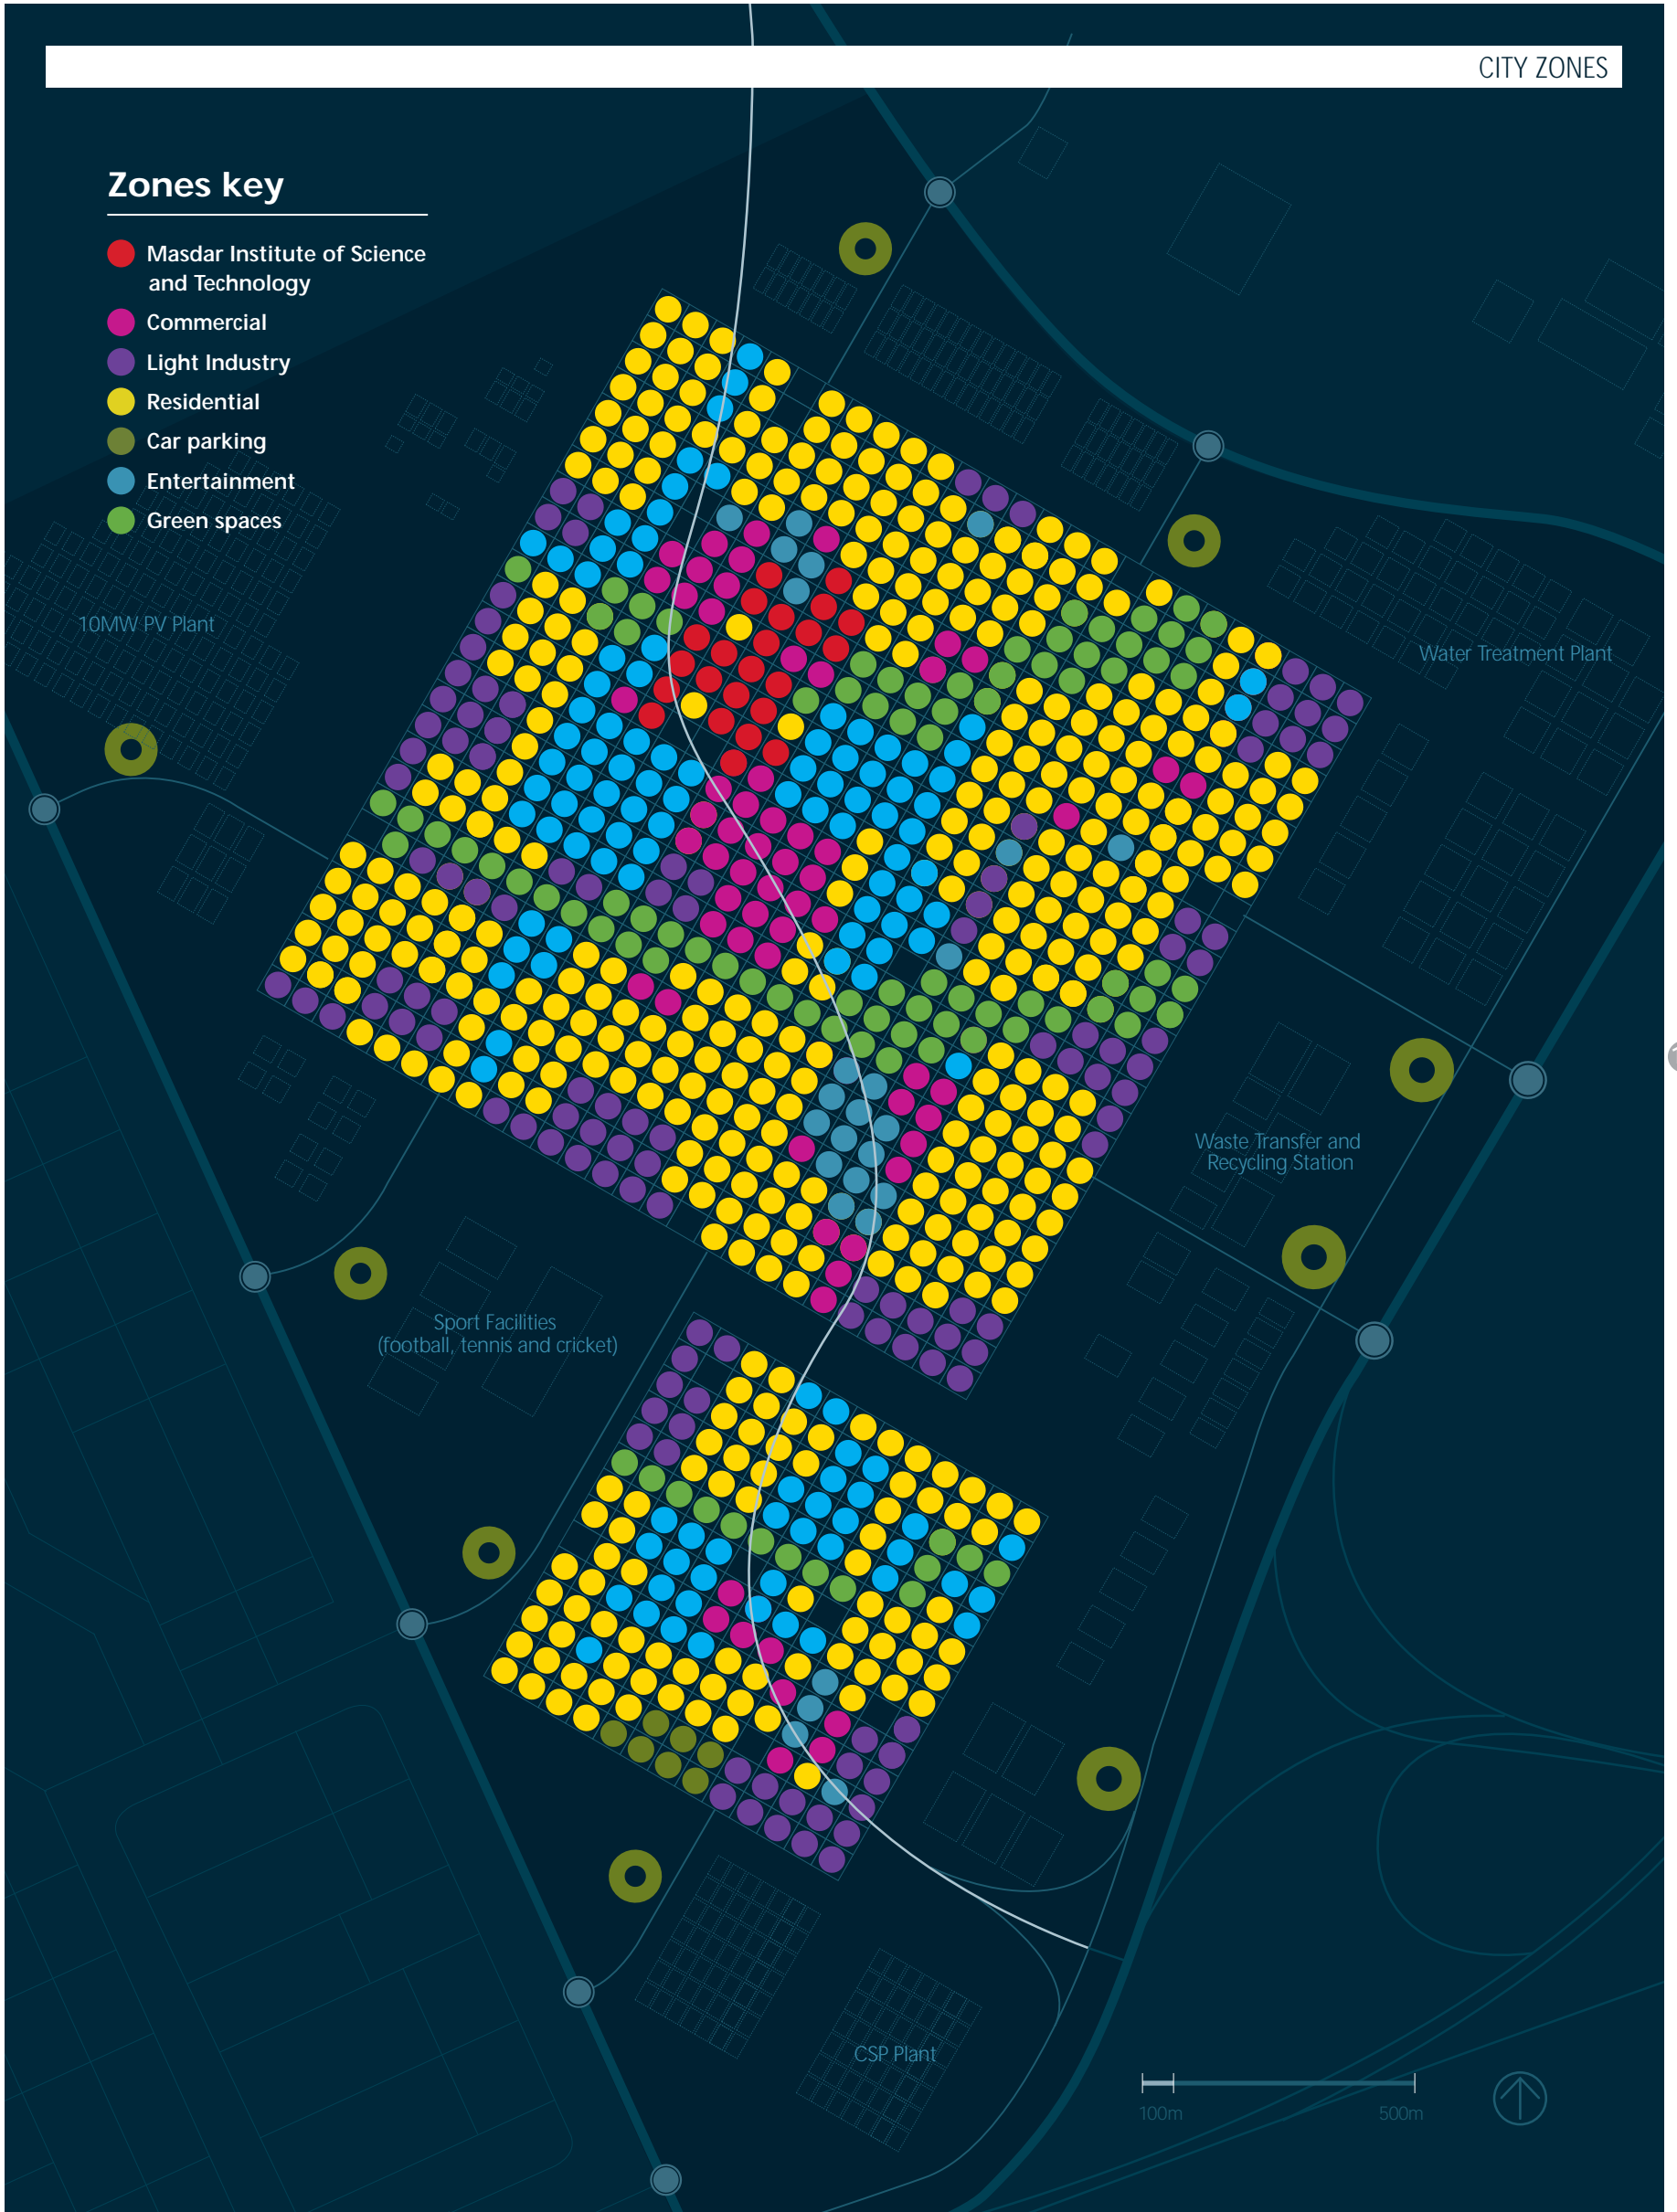 CITY ZONES
Zones key
Masdar Institute of Science
and Technology
Commercial
Light Industry
Residential
Car parking
Entertainment
Green spaces
10MW PV Plant
Water Treatment Plant
Waste Transfer and
Recycling Station
Sport Facilities
(football, tennis and cricket)
CSP Plant
100m
500m